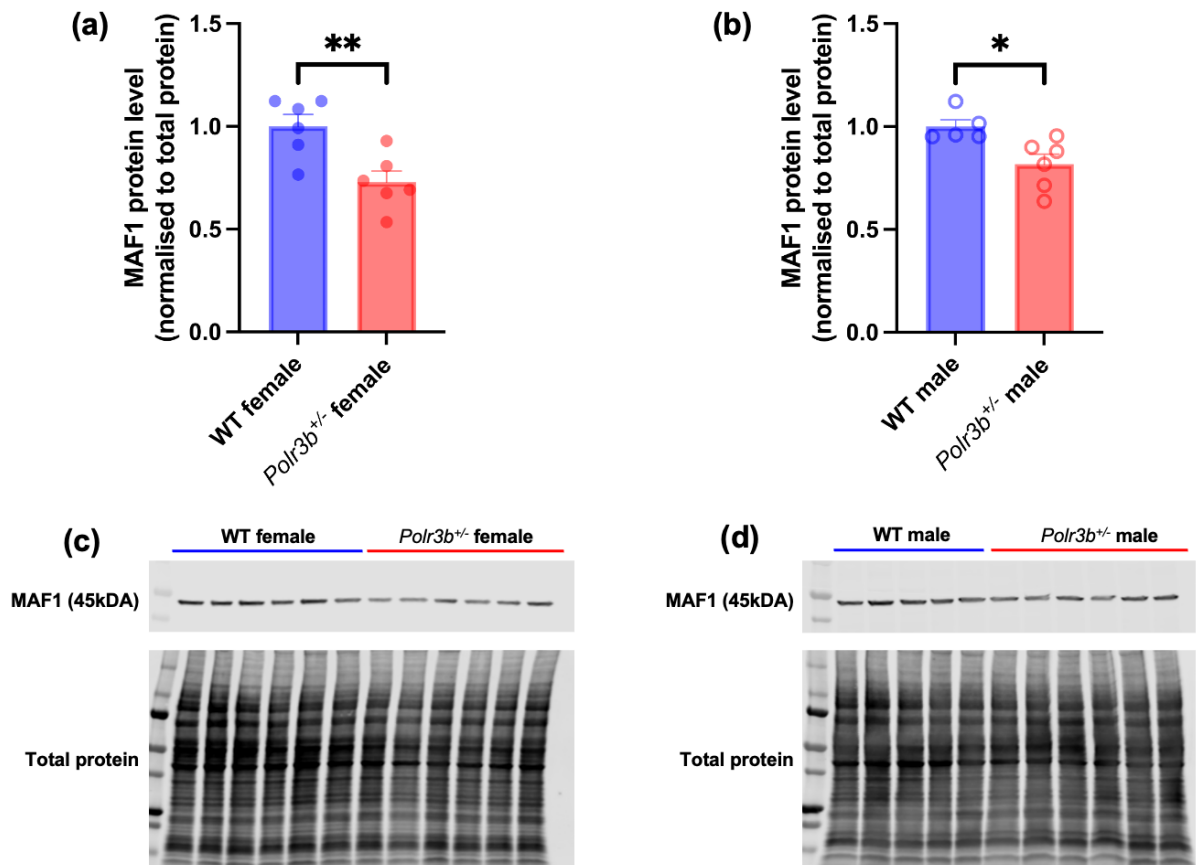 (a)
MAF1 protein level
(normalised to total protein)
1.5
1.0
0.5
0.0
**
WT female
Polr3b+/- female
(b)
MAF1 protein level
(normalised to total protein)
1.5
1.0
0.5
0.0
*
WT male
Polr3b+/- male
(c)
WT female
Polr3b+/- female
MAF1 (45kDA)
Total protein
(d)
WT male
Polr3b+/- male
MAF1 (45kDA)
Total protein